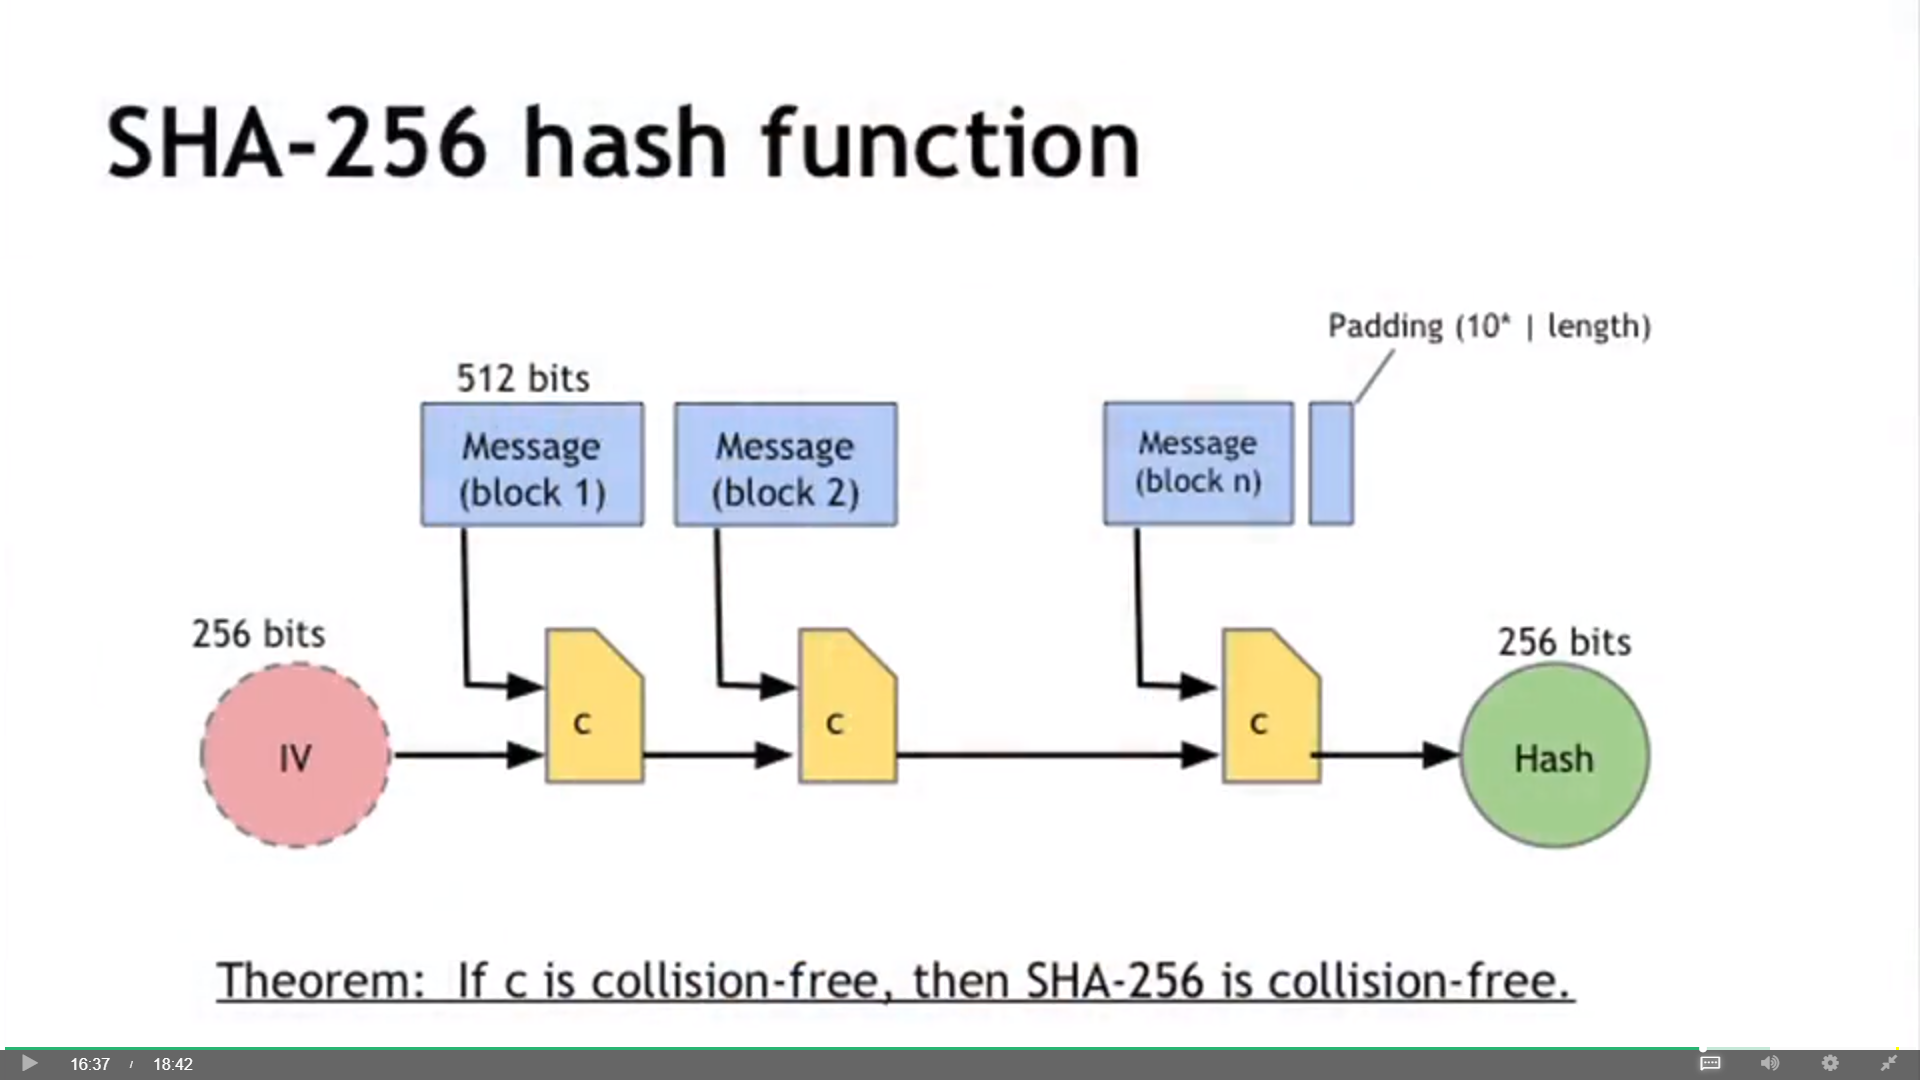 SHA-256 hash function
Padding (10* | length)
512 bits
Message
(block 1)
Message
(block 2)
Message
(block n)
256 bits
256 bits
IV
c
c
c
Hash
Theorem: If c is collision-free, then SHA-256 is collision-free.
16:37 / 18:42